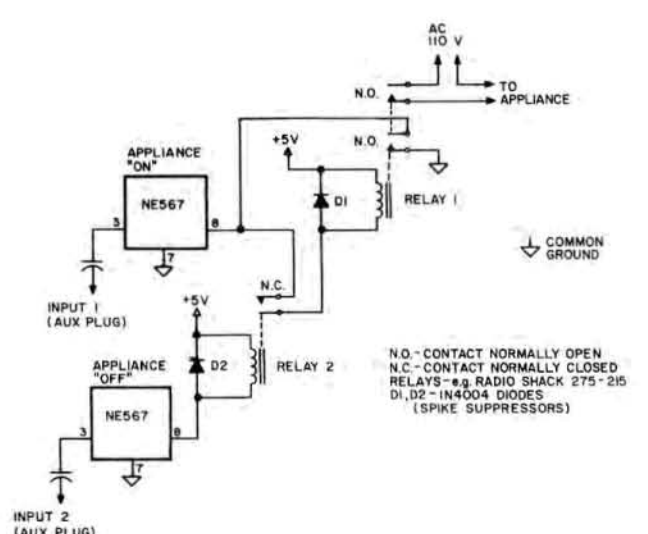 AC
110 V
N.O.
TO
APPLIANCE
N.O.
+5V
APPLIANCE
"ON"
NE567
3
8
7
D1
RELAY 1
COMMON
GROUND
INPUT 1
(AUX PLUG)
N.C.
+5V
D2
RELAY 2
APPLIANCE
"OFF"
NE567
3
8
7
N.O.-CONTACT NORMALLY OPEN
N.C.-CONTACT NORMALLY CLOSED
RELAYS-e.g. RADIO SHACK 275-215
D1,D2-IN4004 DIODES
(SPIKE SUPPRESSORS)
INPUT 2
(AUX PLUG)